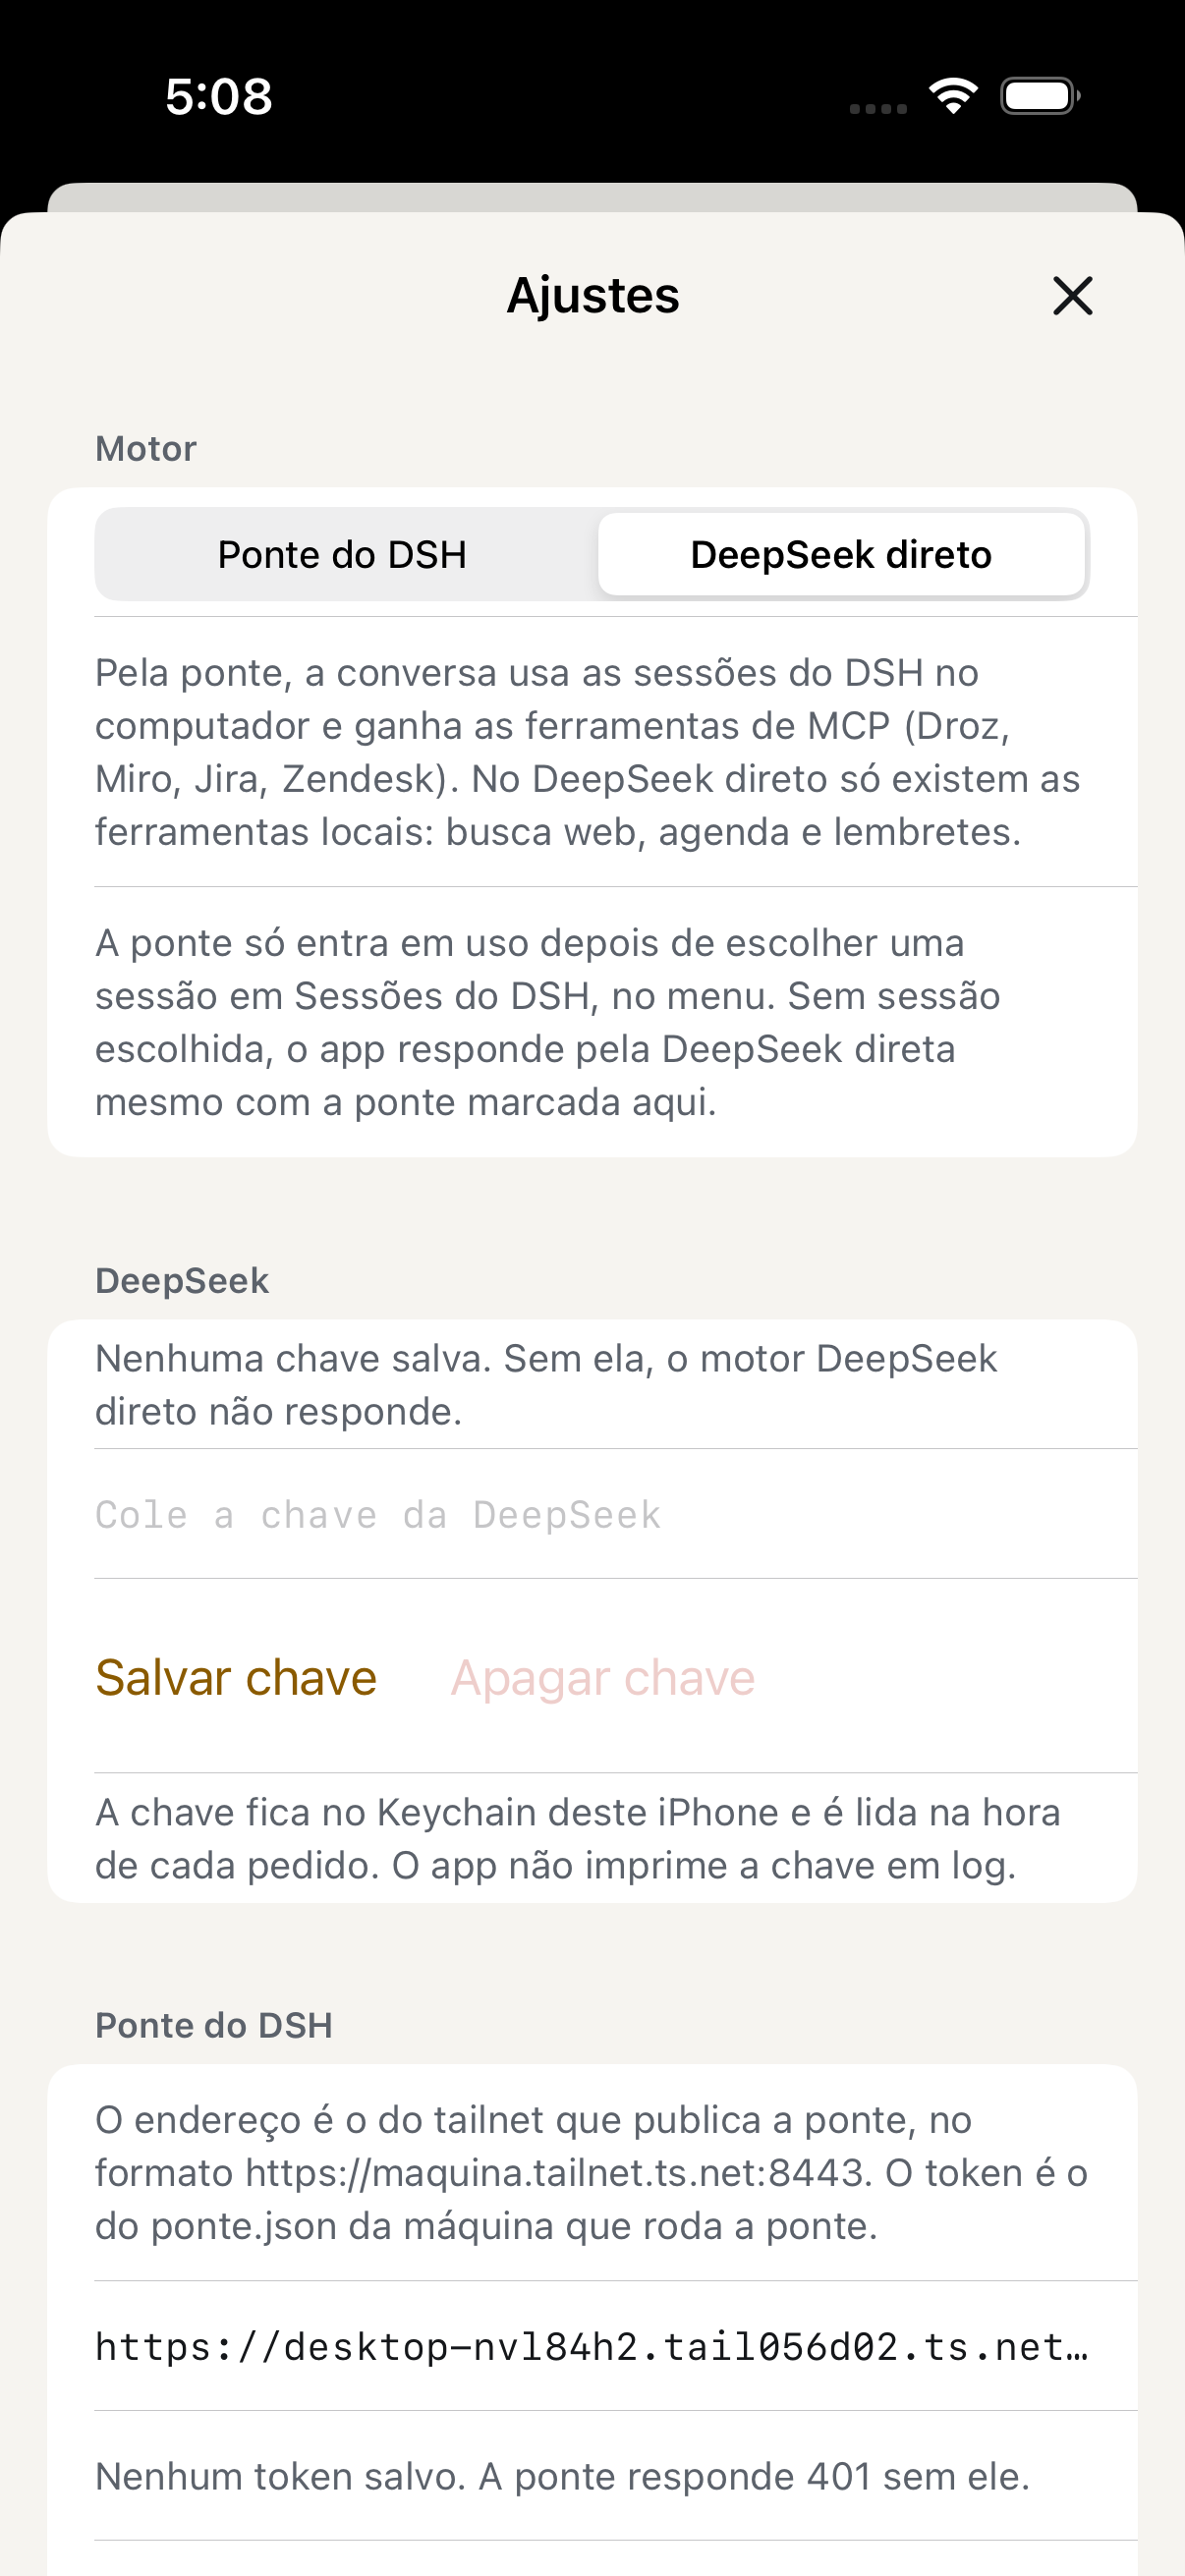 5:08
Ajustes
Motor
Ponte do DSH
DeepSeek direto
Pela ponte, a conversa usa as sessões do DSH no
computador e ganha as ferramentas de MCP (Droz,
Miro, Jira, Zendesk). No DeepSeek direto só existem as
ferramentas locais: busca web, agenda e lembretes.
A ponte só entra em uso depois de escolher uma
sessão em Sessões do DSH, no menu. Sem sessão
escolhida, o app responde pela DeepSeek direta
mesmo com a ponte marcada aqui.
DeepSeek
Nenhuma chave salva. Sem ela, o motor DeepSeek
direto não responde.
Cole a chave da DeepSeek
Salvar chave
Apagar chave
A chave fica no Keychain deste iPhone e é lida na hora
de cada pedido. O app não imprime a chave em log.
Ponte do DSH
O endereço é o do tailnet que publica a ponte, no
formato https://maquina.tailnet.ts.net:8443. O token é o
do ponte.json da máquina que roda a ponte.
https://desktop-nvl84h2.tail056d02.ts.net…
Nenhum token salvo. A ponte responde 401 sem ele.